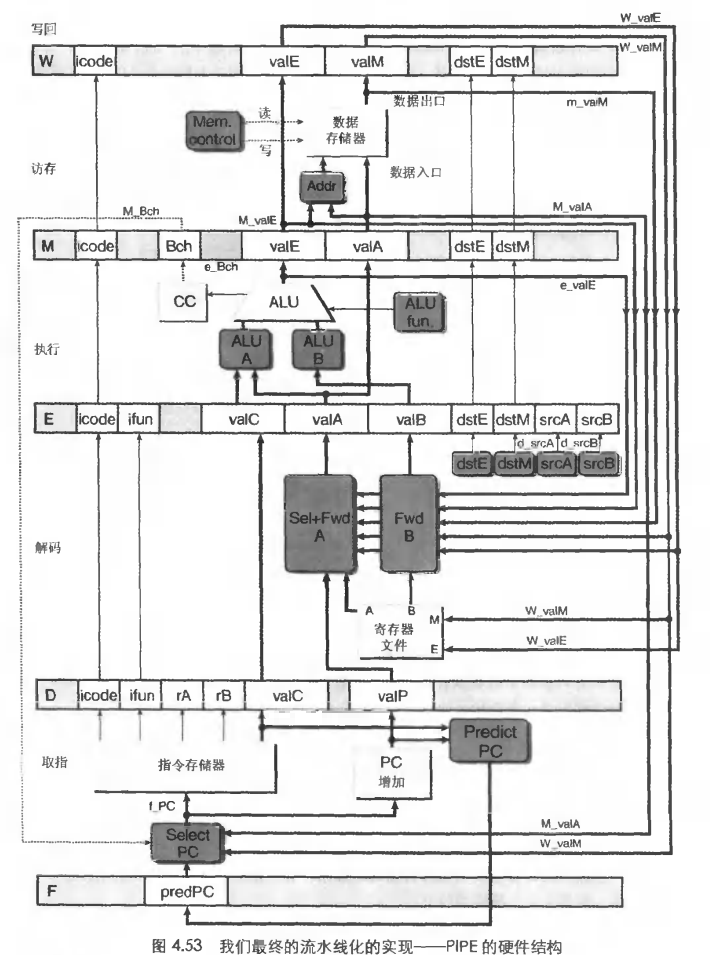 写回
W_valE
W_valM
W icode valE valM dstE dstM
数据出口
m_valM
Mem. control
读
写
数据
存储器
访存
数据入口
Addr
M_Bch
M_valE
M_valA
M icode Bch valE valA dstE dstM
e_Bch
e_valE
CC
ALU
ALU fun.
执行
ALU A
ALU B
E icode ifun valC valA valB dstE dstM srcA srcB
d_srcA d_srcB
dstE dstM srcA srcB
Sel+Fwd A
Fwd B
解码
A B
M
W_valM
寄存器
文件
E
W_valE
D icode ifun rA rB valC valP
Predict PC
取指
指令存储器
PC
增加
f_PC
Select PC
M_valA
W_valM
F predPC
图 4.53 我们最终的流水线化的实现——PIPE 的硬件结构